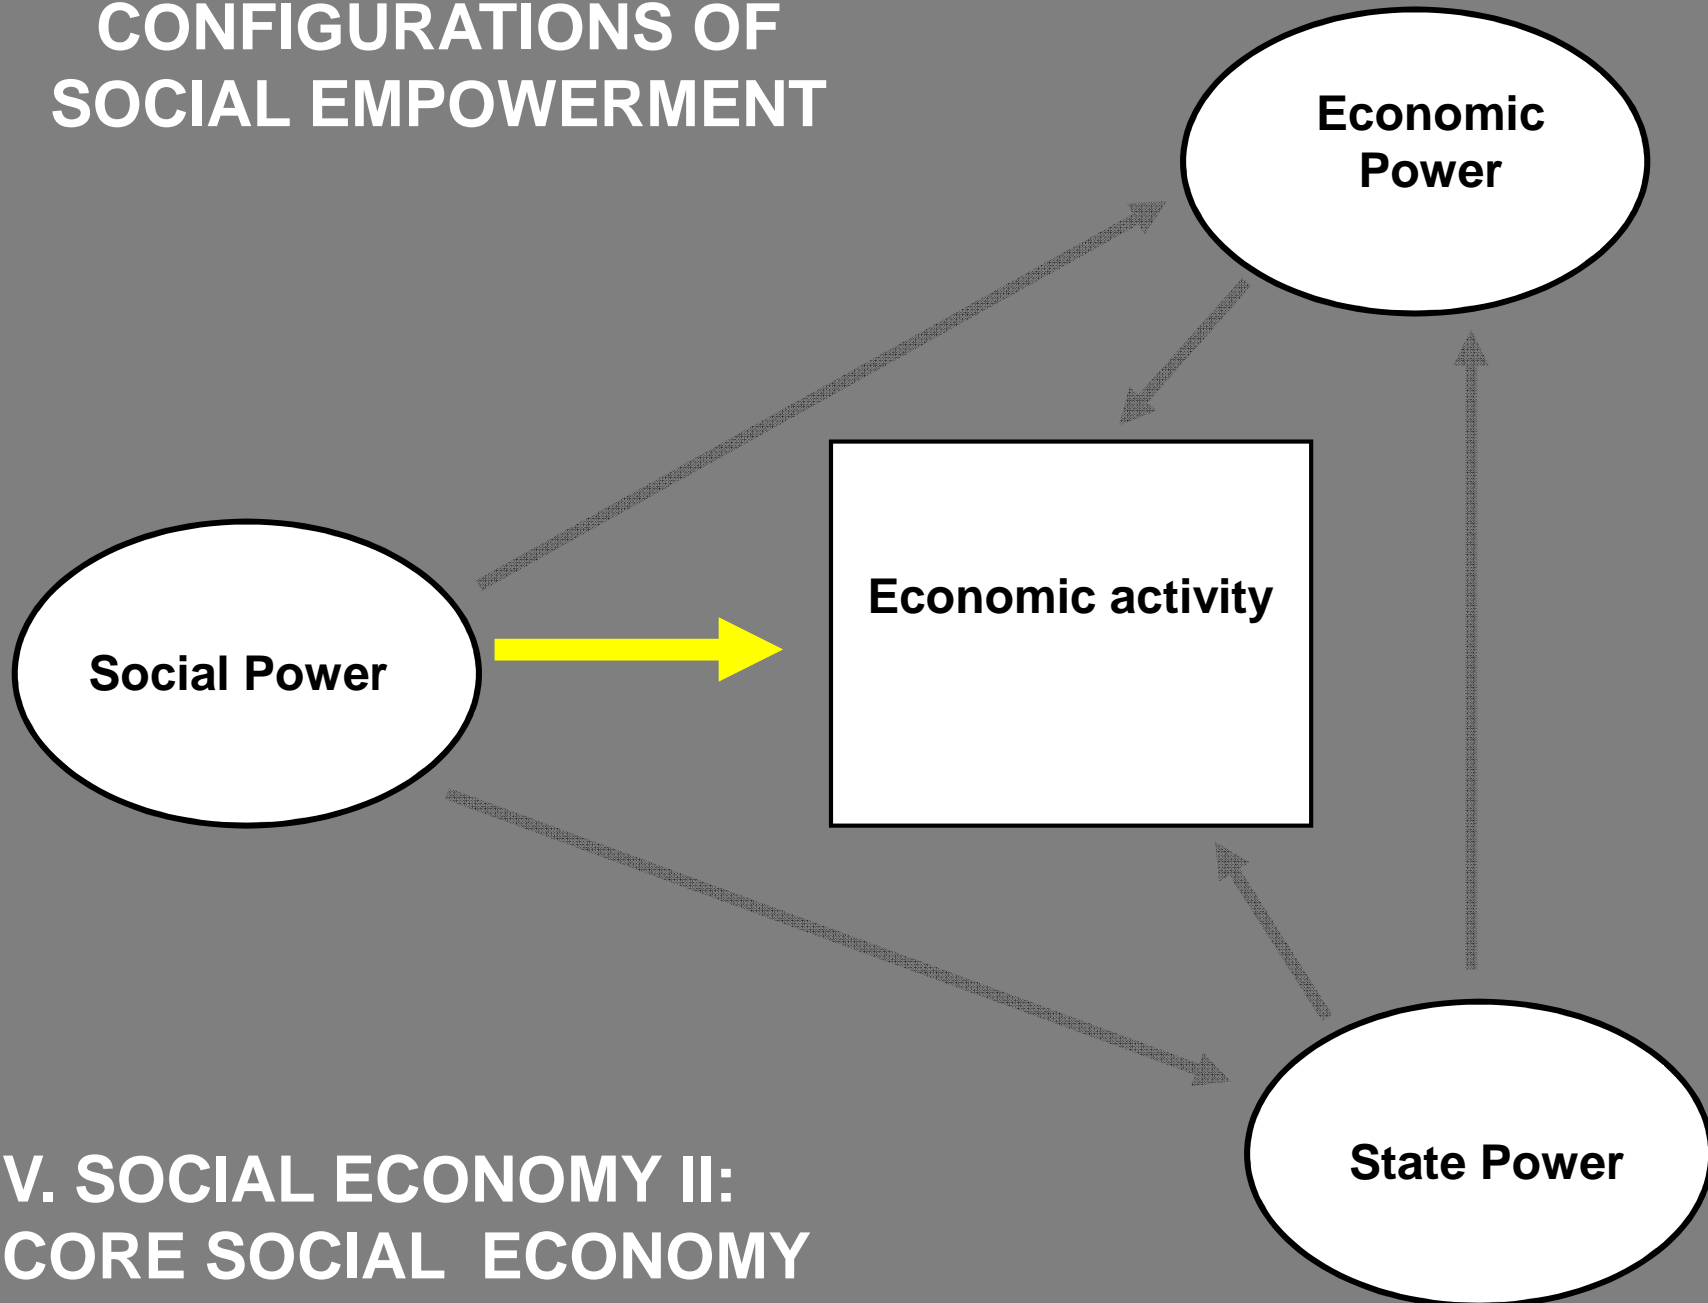 CONFIGURATIONS OF
SOCIAL EMPOWERMENT
Economic
Power
Economic activity
Social Power
State Power
V. SOCIAL ECONOMY II:
CORE SOCIAL  ECONOMY